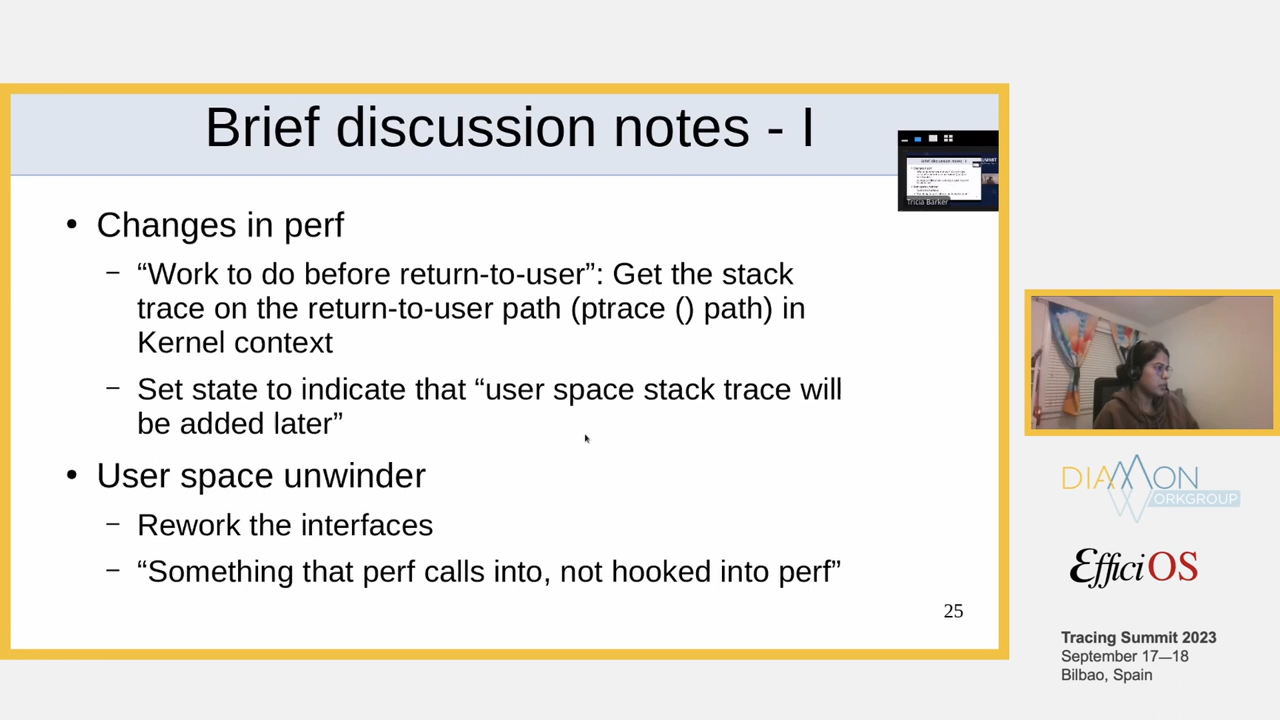 Brief discussion notes - I
Tricia Barker
• Changes in perf
– “Work to do before return-to-user”: Get the stack
trace on the return-to-user path (ptrace () path) in
Kernel context
– Set state to indicate that “user space stack trace will
be added later”
• User space unwinder
– Rework the interfaces
– “Something that perf calls into, not hooked into perf”
25
DIAMON
WORKGROUP
EfficiOS
Tracing Summit 2023
September 17—18
Bilbao, Spain